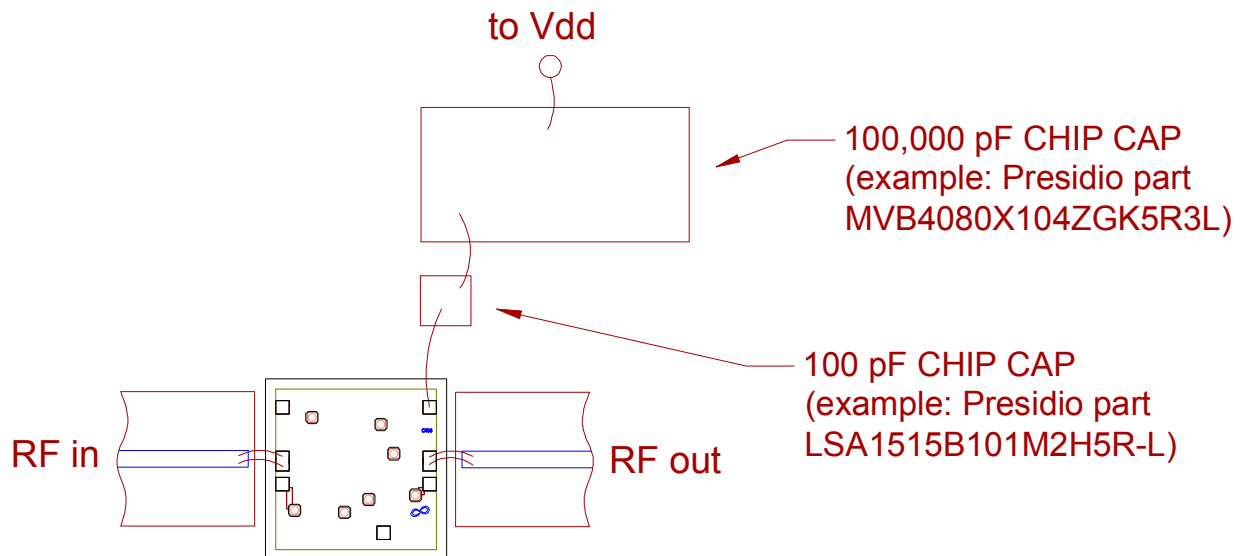 to Vdd
100,000 pF CHIP CAP
(example: Presidio part
MVB4080X104ZGK5R3L)
100 pF CHIP CAP
(example: Presidio part
LSA1515B101M2H5R-L)
RF in
RF out